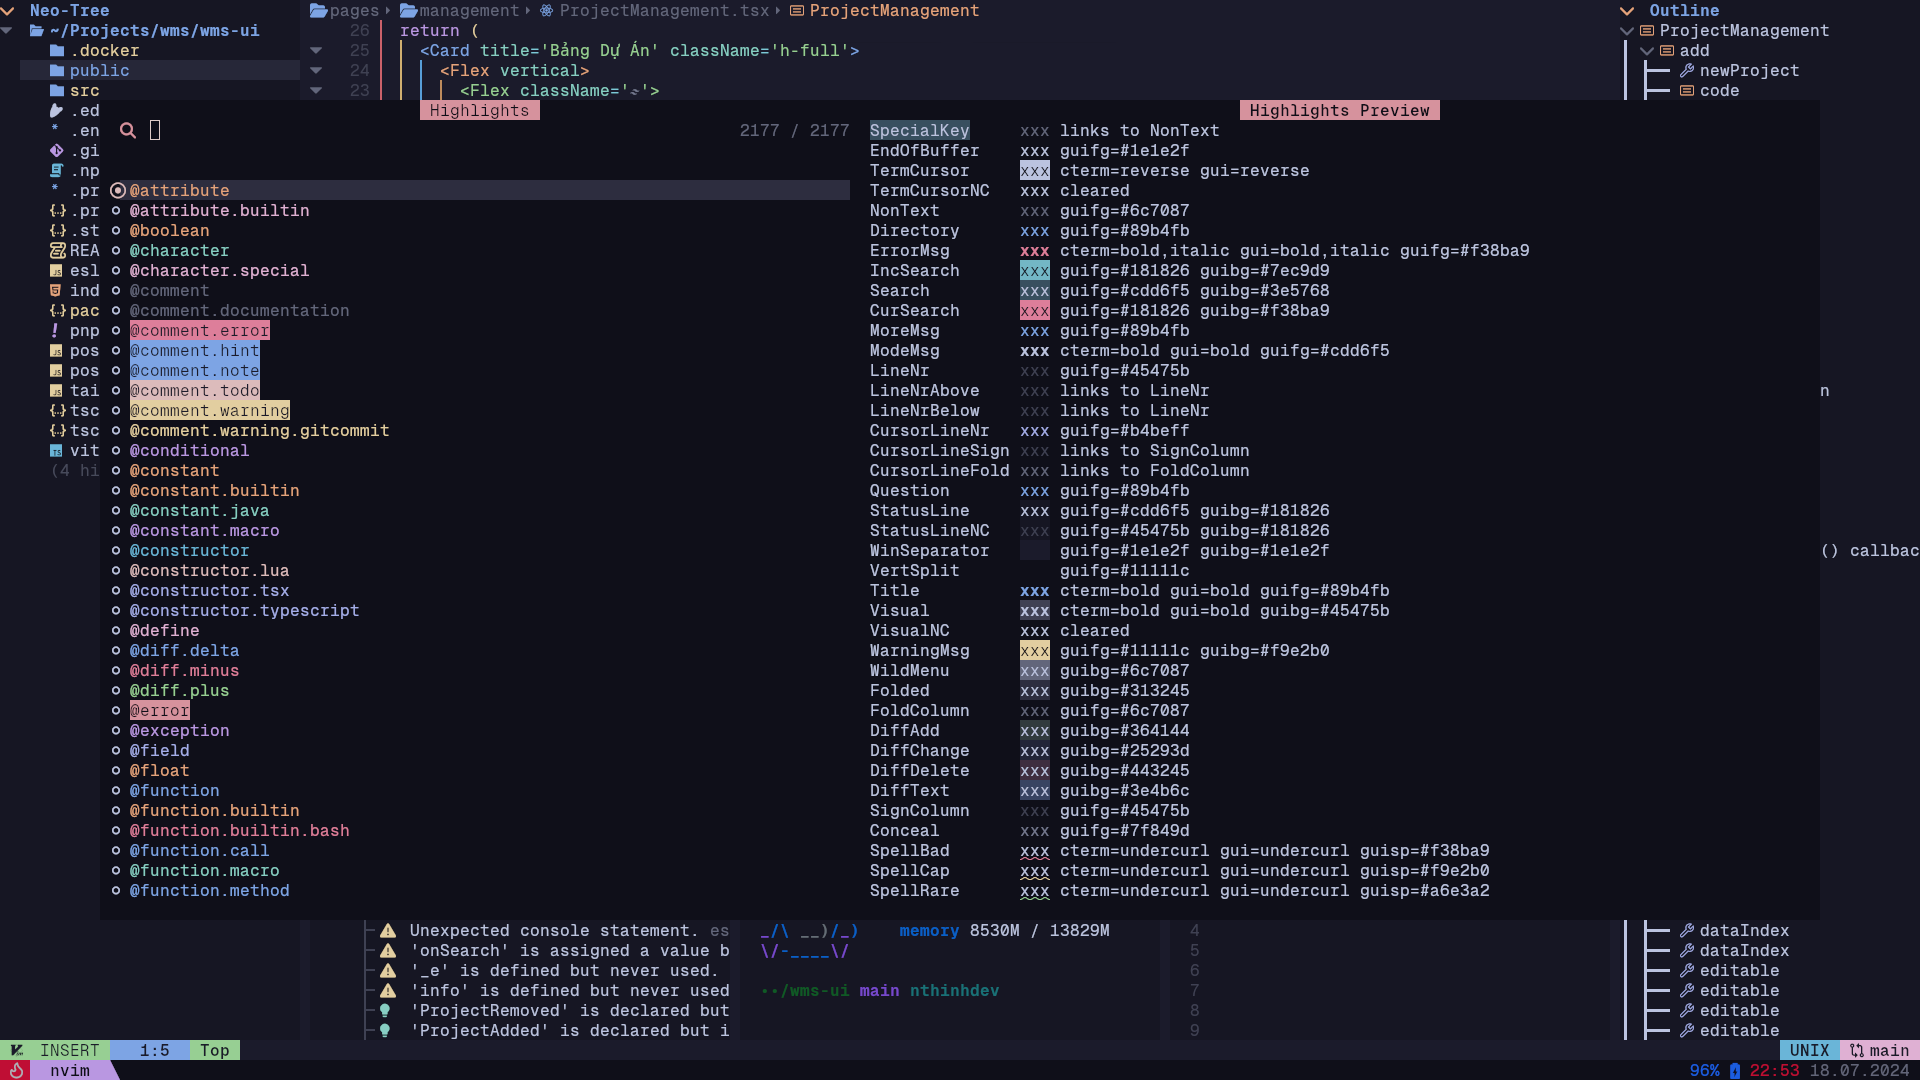 Neo-Tree
~/Projects/wms/wms-ui
.docker
public
src
.ed
.en
.gi
.np
.pr
.pr
.st
REA
esl
ind
pac
pnp
pos
pos
tai
tsc
tsc
vit
(4 hi
pages › management › ProjectManagement.tsx › ProjectManagement
26 return (
25 <Card title='Bảng Dự Án' className='h-full'>
24 <Flex vertical>
23 <Flex className='~'>
Highlights
2177 / 2177
@attribute
@attribute.builtin
@boolean
@character
@character.special
@comment
@comment.documentation
@comment.error
@comment.hint
@comment.note
@comment.todo
@comment.warning
@comment.warning.gitcommit
@conditional
@constant
@constant.builtin
@constant.java
@constant.macro
@constructor
@constructor.lua
@constructor.tsx
@constructor.typescript
@define
@diff.delta
@diff.minus
@diff.plus
@error
@exception
@field
@float
@function
@function.builtin
@function.builtin.bash
@function.call
@function.macro
@function.method
Highlights Preview
SpecialKey xxx links to NonText
EndOfBuffer xxx guifg=#1e1e2f
TermCursor xxx cterm=reverse gui=reverse
TermCursorNC xxx cleared
NonText xxx guifg=#6c7087
Directory xxx guifg=#89b4fb
ErrorMsg xxx cterm=bold,italic gui=bold,italic guifg=#f38ba9
IncSearch xxx guifg=#181826 guibg=#7ec9d9
Search xxx guifg=#cdd6f5 guibg=#3e5768
CurSearch xxx guifg=#181826 guibg=#f38ba9
MoreMsg xxx guifg=#89b4fb
ModeMsg xxx cterm=bold gui=bold guifg=#cdd6f5
LineNr xxx guifg=#45475b
LineNrAbove xxx links to LineNr
LineNrBelow xxx links to LineNr
CursorLineNr xxx guifg=#b4beff
CursorLineSign xxx links to SignColumn
CursorLineFold xxx links to FoldColumn
Question xxx guifg=#89b4fb
StatusLine xxx guifg=#cdd6f5 guibg=#181826
StatusLineNC xxx guifg=#45475b guibg=#181826
WinSeparator guifg=#1e1e2f guibg=#1e1e2f
VertSplit guifg=#11111c
Title xxx cterm=bold gui=bold guifg=#89b4fb
Visual xxx cterm=bold gui=bold guibg=#45475b
VisualNC xxx cleared
WarningMsg xxx guifg=#11111c guibg=#f9e2b0
WildMenu xxx guibg=#6c7087
Folded xxx guibg=#313245
FoldColumn xxx guifg=#6c7087
DiffAdd xxx guibg=#364144
DiffChange xxx guibg=#25293d
DiffDelete xxx guibg=#443245
DiffText xxx guibg=#3e4b6c
SignColumn xxx guifg=#45475b
Conceal xxx guifg=#7f849d
SpellBad xxx cterm=undercurl gui=undercurl guisp=#f38ba9
SpellCap xxx cterm=undercurl gui=undercurl guisp=#f9e2b0
SpellRare xxx cterm=undercurl gui=undercurl guisp=#a6e3a2
Outline
ProjectManagement
add
newProject
code
n
() callbac
dataIndex
dataIndex
editable
editable
editable
editable
Unexpected console statement. es
'onSearch' is assigned a value b
'_e' is defined but never used.
'info' is defined but never used
'ProjectRemoved' is declared but
'ProjectAdded' is declared but i
_/\ __)/_) memory 8530M / 13829M
\/-____\/
••/wms-ui main nthinhdev
4
5
6
7
8
9
INSERT 1:5 Top
UNIX main
nvim
96% 22:53 18.07.2024